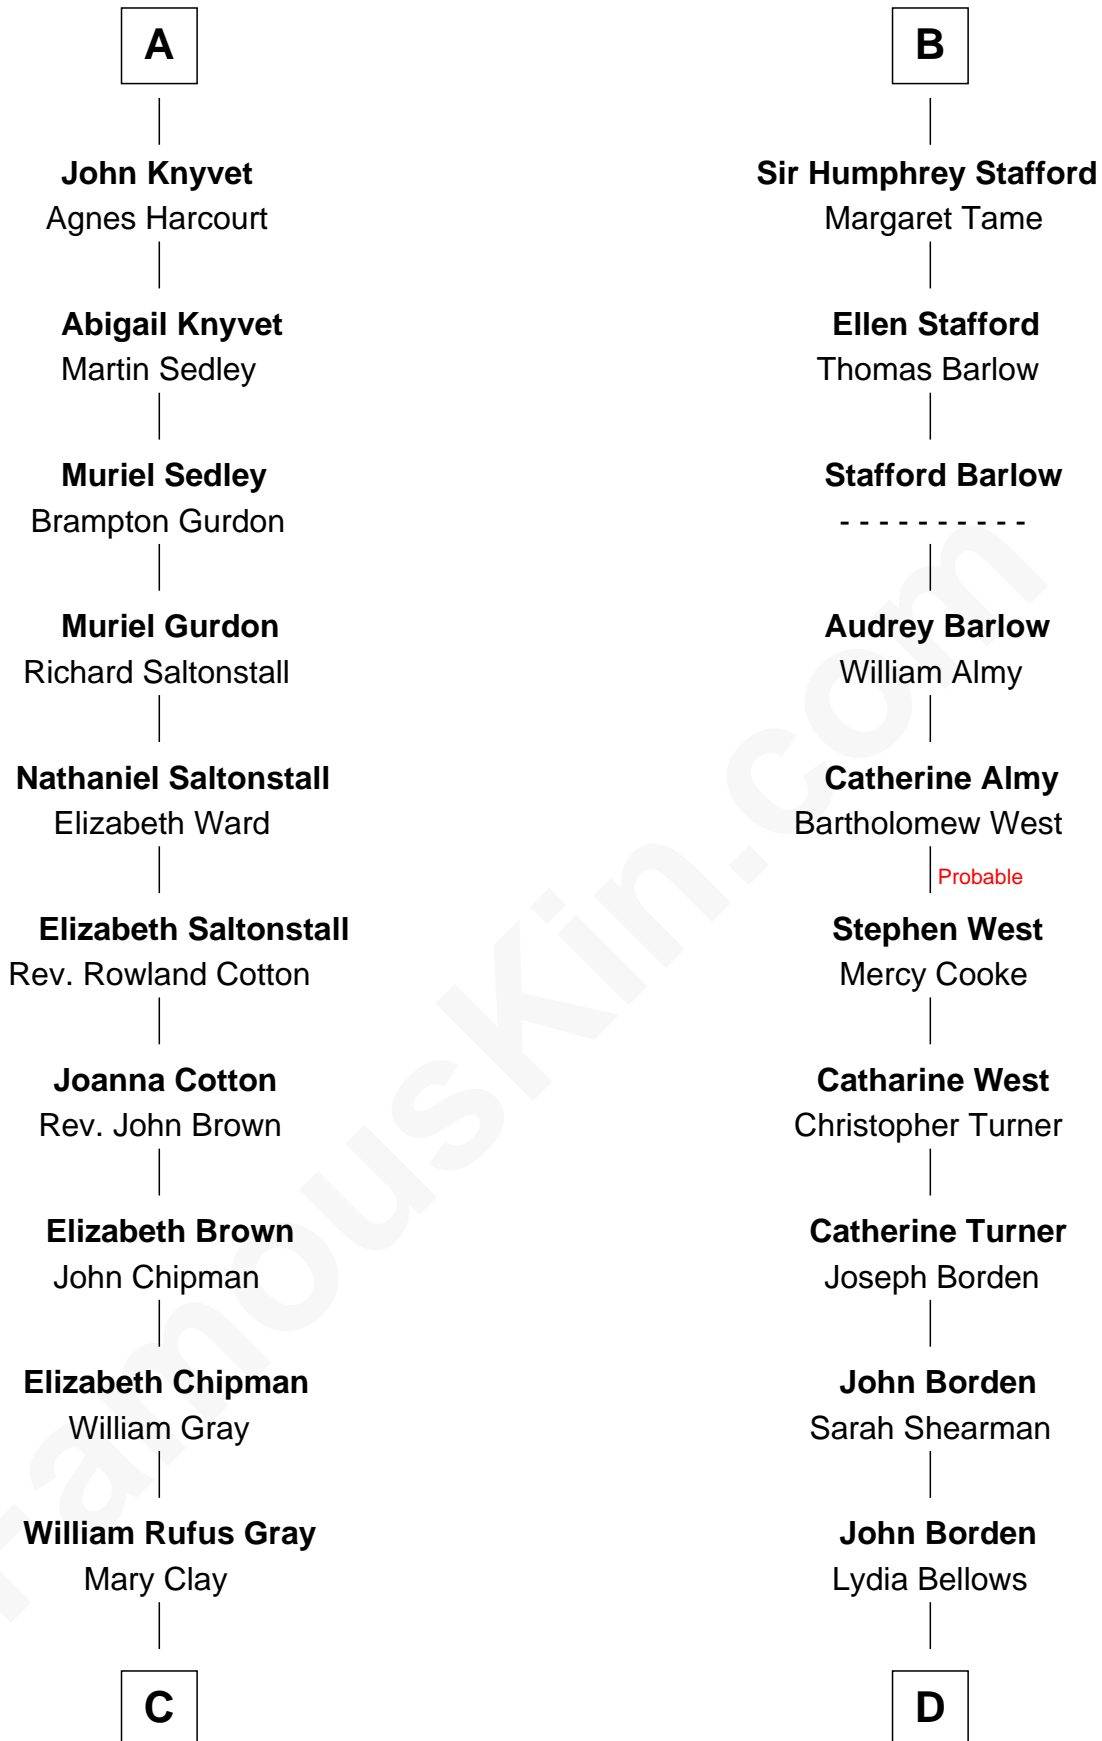 A
John Knyvet
Agnes Harcourt
Abigail Knyvet
Martin Sedley
Muriel Sedley
Brampton Gurdon
Muriel Gurdon
Richard Saltonstall
Nathaniel Saltonstall
Elizabeth Ward
Elizabeth Saltonstall
Rev. Rowland Cotton
Joanna Cotton
Rev. John Brown
Elizabeth Brown
John Chipman
Elizabeth Chipman
William Gray
William Rufus Gray
Mary Clay
C
B
Sir Humphrey Stafford
Margaret Tame
Ellen Stafford
Thomas Barlow
Stafford Barlow
- - - - - - - - - -
Audrey Barlow
William Almy
Catherine Almy
Bartholomew West
Probable
Stephen West
Mercy Cooke
Catharine West
Christopher Turner
Catherine Turner
Joseph Borden
John Borden
Sarah Shearman
John Borden
Lydia Bellows
D
FamousKin.com